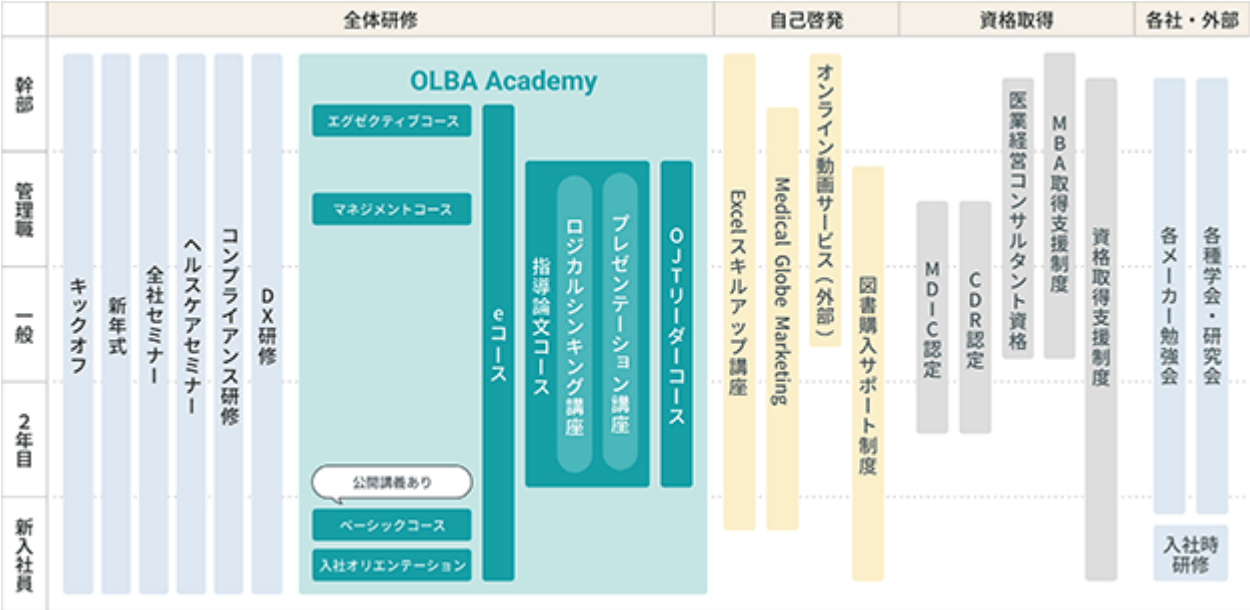 全体研修
自己啓発
資格取得
各社・外部
幹部
管理職
一般
2年目
新入社員
キックオフ
新年式
全社セミナー
ヘルスケアセミナー
コンプライアンス研修
DX研修
OLBA Academy
エグゼクティブコース
マネジメントコース
公開講義あり
ベーシックコース
入社オリエンテーション
eコース
指導論文コース
ロジカルシンキング講座
プレゼンテーション講座
OJTリーダーコース
Excelスキルアップ講座
Medical Globe Marketing
オンライン動画サービス（外部）
図書購入サポート制度
MDIC認定
CDR認定
医業経営コンサルタント資格
MBA取得支援制度
資格取得支援制度
各メーカー勉強会
各種学会・研究会
入社時
研修